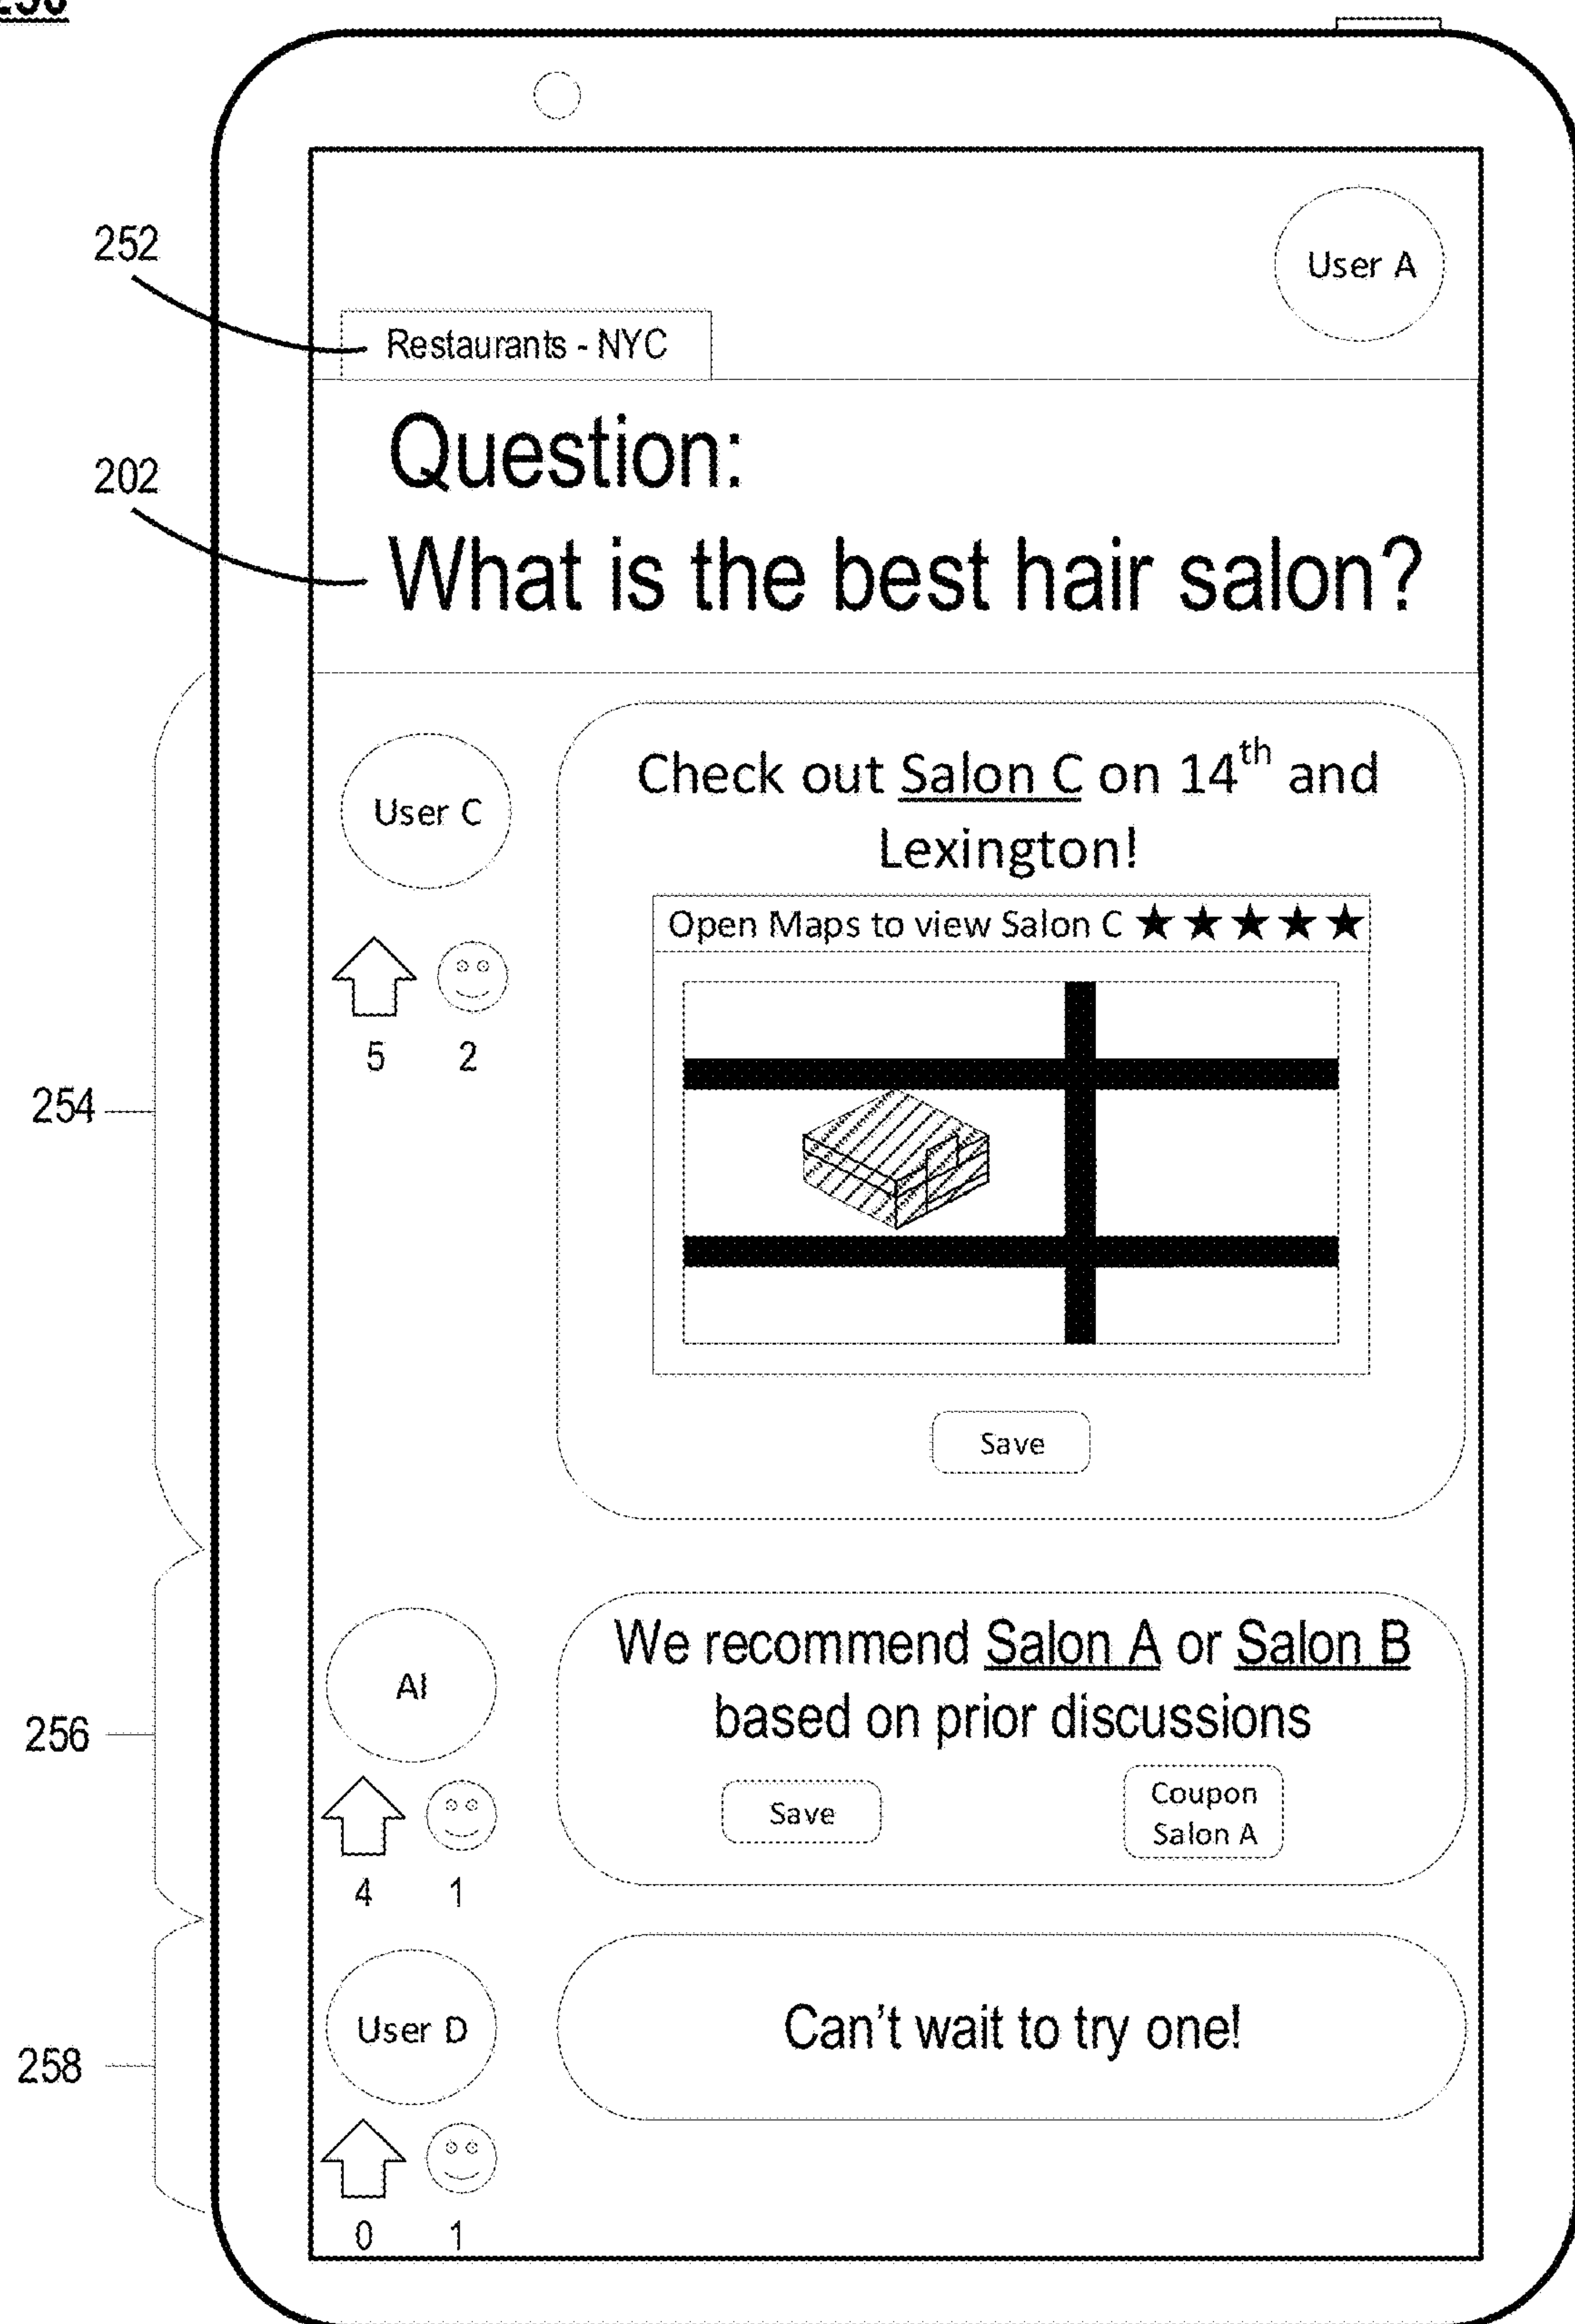 User A
252
Restaurants - NYC
Question:
202
What is the best hair salon?
User C
Check out Salon C on 14th and
Lexington!
Open Maps to view Salon C ★★★★★
5 2
254
Save
AI
We recommend Salon A or Salon B
based on prior discussions
256
Save
Coupon
Salon A
4 1
User D
Can't wait to try one!
258
0 1